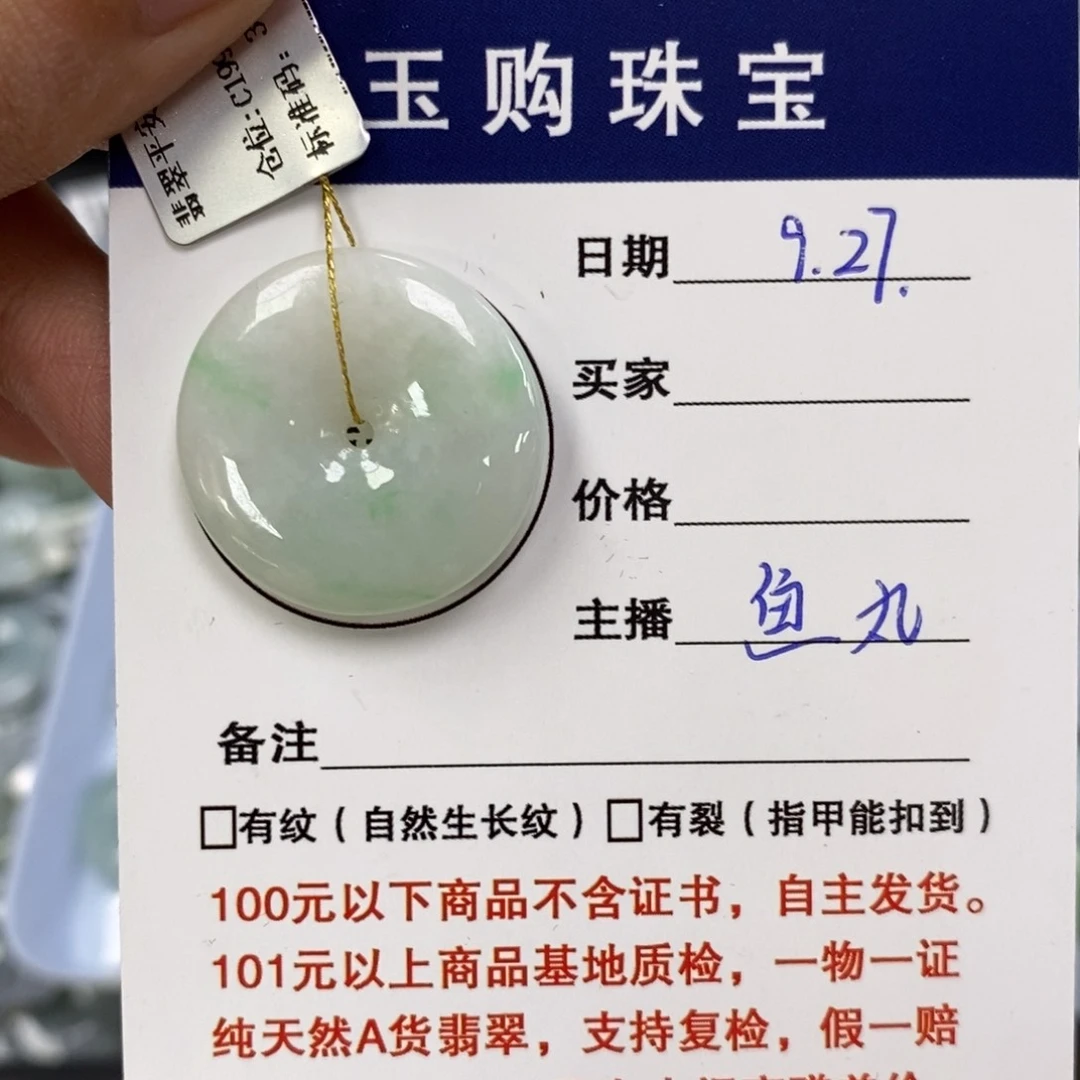 翡翠平安
仓位:C199
标准码:3
玉购珠宝
日期 9.27.
买家
价格
主播 鱼丸
备注
□有纹(自然生长纹) □有裂(指甲能扣到)
100元以下商品不含证书,自主发货。
101元以上商品基地质检,一物一证
纯天然A货翡翠,支持复检,假一赔